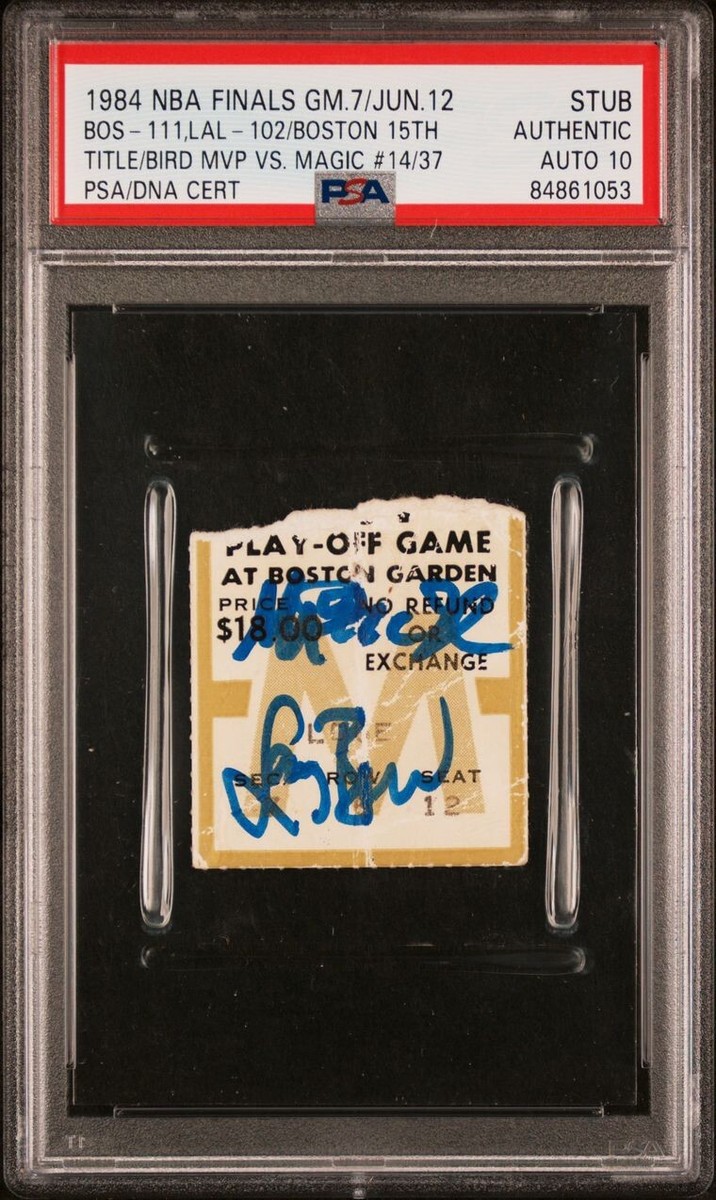 1984 NBA FINALS GM.7/JUN.12 STUB
BOS-111,LAL-102/BOSTON 15TH AUTHENTIC
TITLE/BIRD MVP VS. MAGIC #14/37 AUTO 10
PSA/DNA CERT PSA 84861053
PLAY-OFF GAME
AT BOSTON GARDEN
PRICE NO REFUND
$18.00 OR
EXCHANGE
LOGE
Larry Bird
SEC. ROW SEAT
12